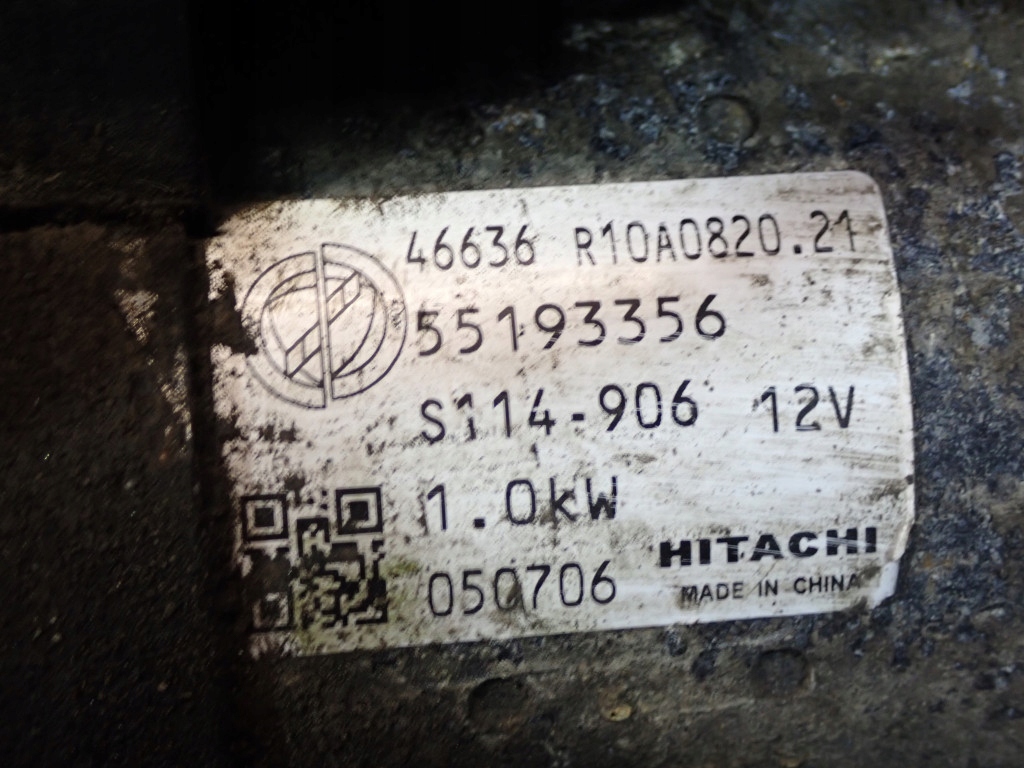 46636 R10A0820.21
55193356
S114-906 12V
1.0kW
050706
HITACHI
MADE IN CHINA